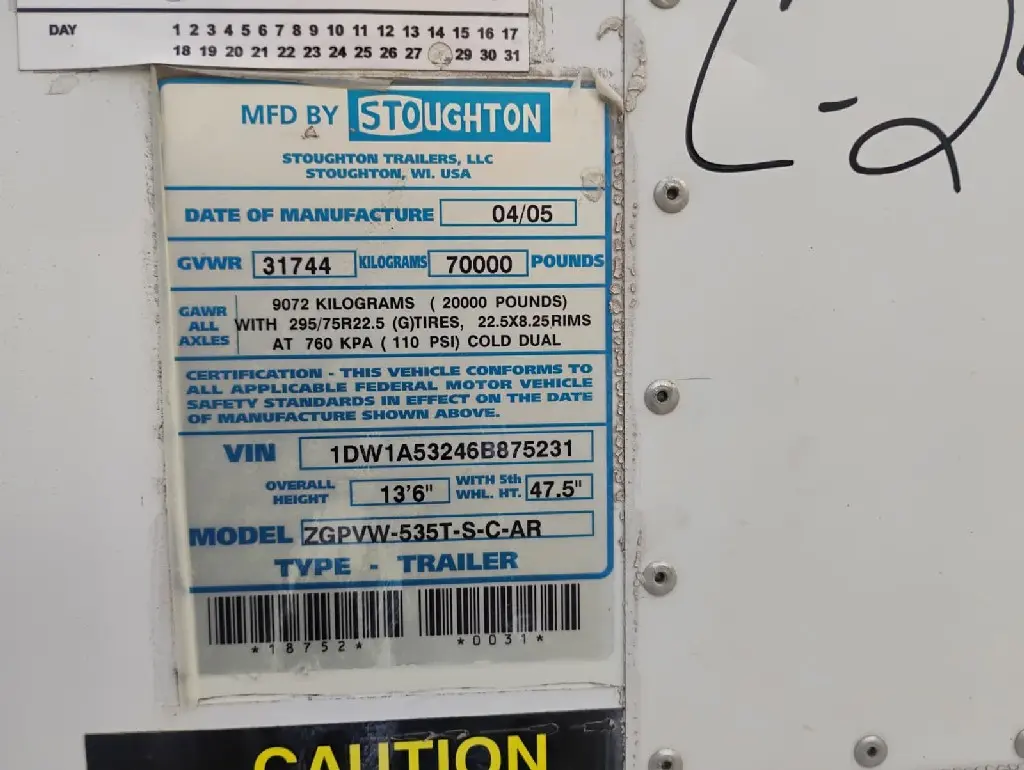 DAY 1 2 3 4 5 6 7 8 9 10 11 12 13 14 15 16 17
18 19 20 21 22 23 24 25 26 27 29 30 31
MFD BY STOUGHTON
STOUGHTON TRAILERS, LLC
STOUGHTON, WI. USA
DATE OF MANUFACTURE 04/05
GVWR 31744 KILOGRAMS 70000 POUNDS
GAWR ALL AXLES
9072 KILOGRAMS ( 20000 POUNDS)
WITH 295/75R22.5 (G)TIRES, 22.5X8.25RIMS
AT 760 KPA ( 110 PSI) COLD DUAL
CERTIFICATION - THIS VEHICLE CONFORMS TO
ALL APPLICABLE FEDERAL MOTOR VEHICLE
SAFETY STANDARDS IN EFFECT ON THE DATE
OF MANUFACTURE SHOWN ABOVE.
VIN 1DW1A53246B875231
OVERALL HEIGHT 13'6" WITH 5th WHL. HT. 47.5"
MODEL ZGPVW-535T-S-C-AR
TYPE - TRAILER
*18752* *0031*
CAUTION